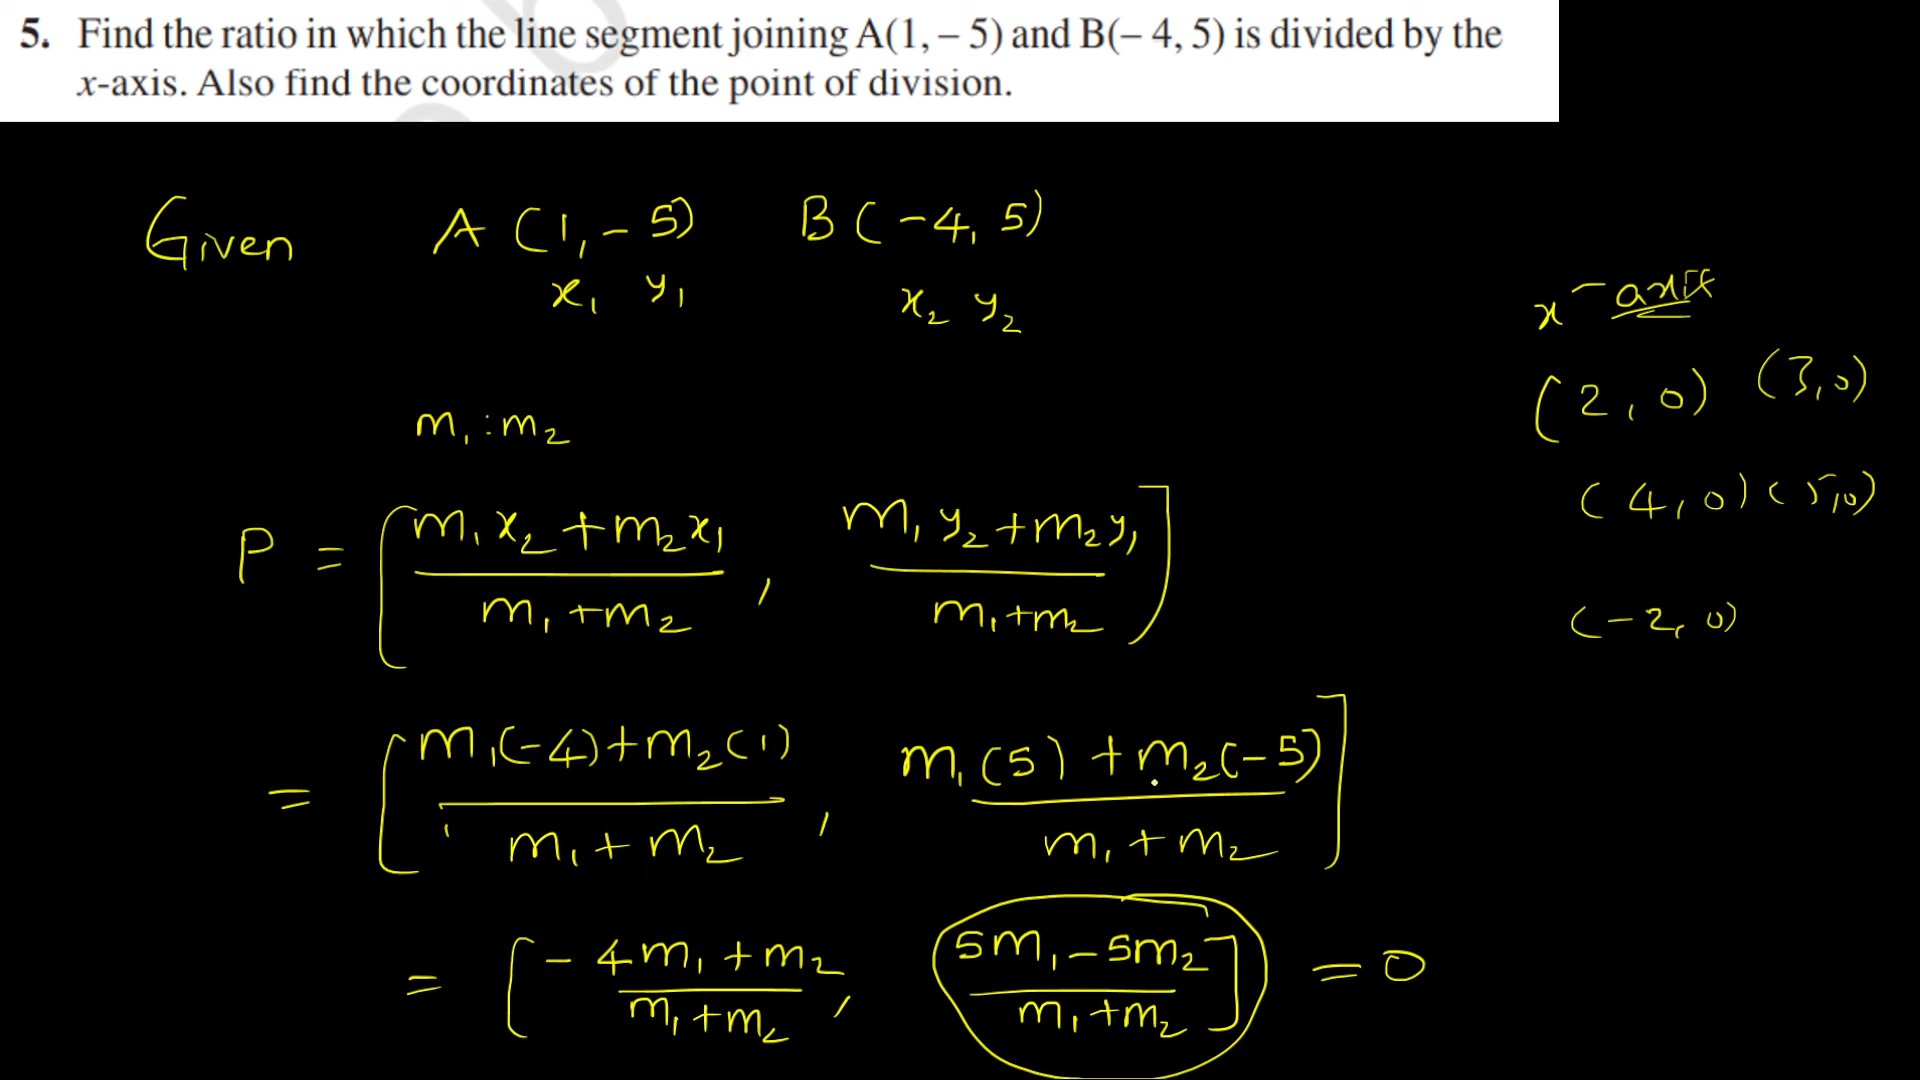 5. Find the ratio in which the line segment joining A(1, – 5) and B(– 4, 5) is divided by the
x-axis. Also find the coordinates of the point of division.
Given A (1, - 5) B ( -4, 5)
x₁ y₁ x₂ y₂
x - axis
(2, 0) (3,0)
m₁ : m₂
(4, 0) (5,0)
P = [ (m₁x₂ + m₂x₁)/(m₁ + m₂) , (m₁y₂ + m₂y₁)/(m₁ + m₂) ]
(-2, 0)
= [ (m₁(-4) + m₂(1))/(m₁ + m₂) , (m₁(5) + m₂(-5))/(m₁ + m₂) ]
= [ (-4m₁ + m₂)/(m₁ + m₂) , (5m₁ - 5m₂)/(m₁ + m₂) ] = 0